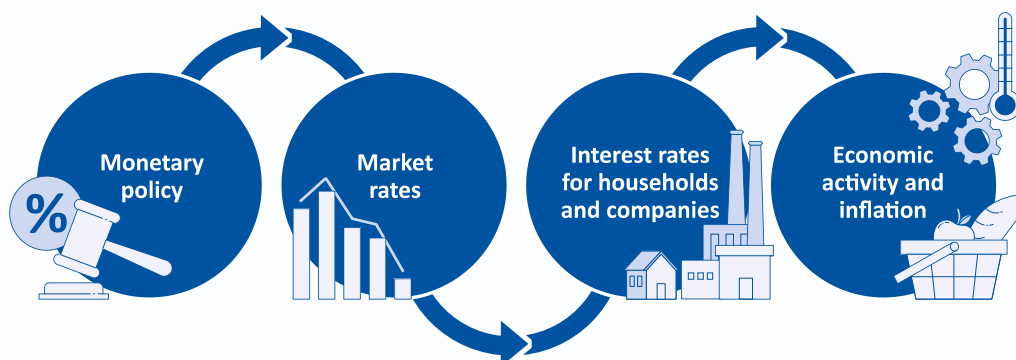 Monetary
policy
%
Market
rates
Interest rates
for households
and companies
Economic
activity and
inflation